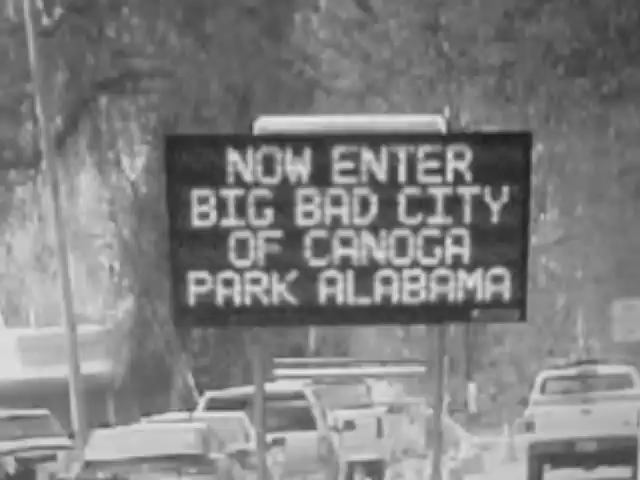 NOW ENTER
BIG BAD CITY
OF CANOGA
PARK ALABAMA